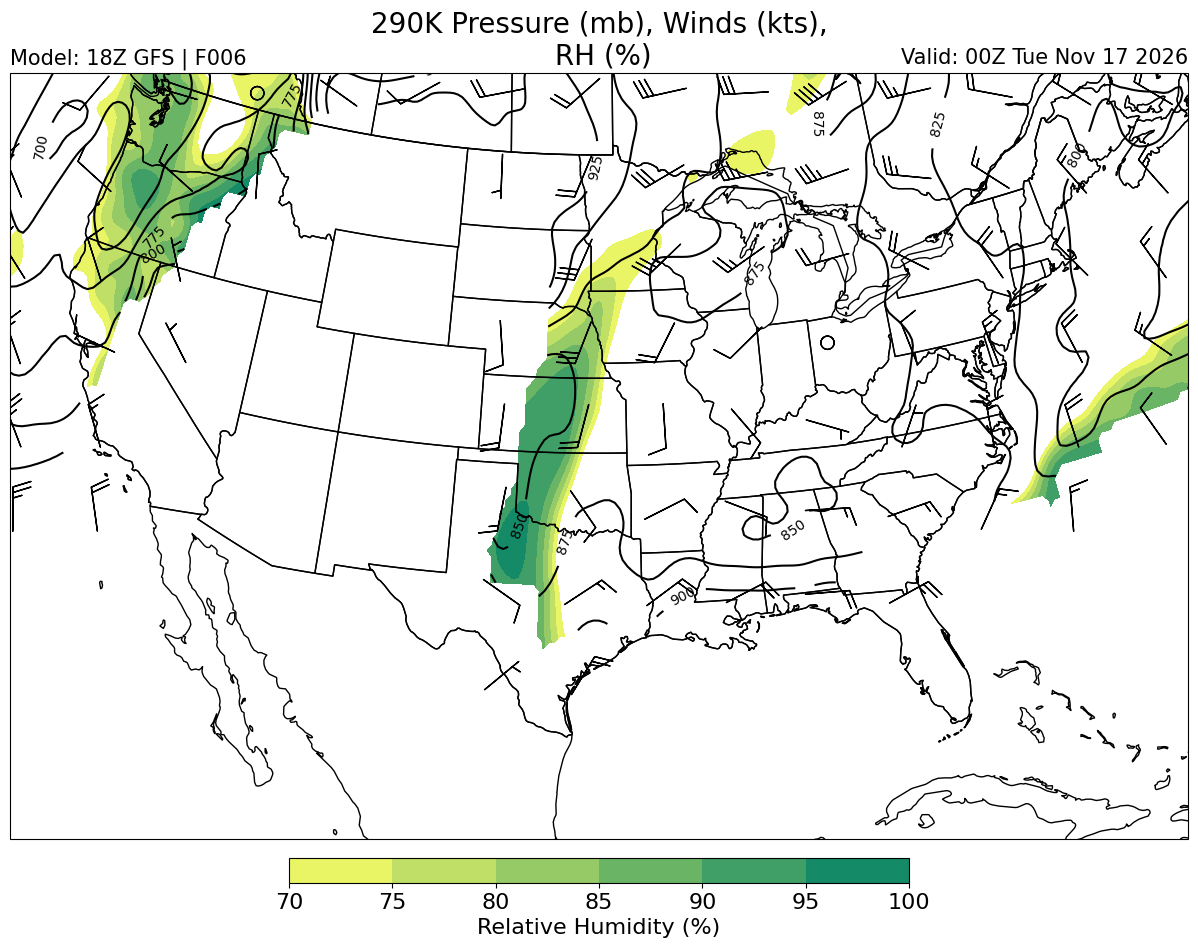 290K Pressure (mb), Winds (kts),
RH (%)
Model: 18Z GFS | F006
Valid: 00Z Tue Nov 17 2026
775
875
825
700
800
925
775
800
875
850
875
850
900
70 75 80 85 90 95 100
Relative Humidity (%)